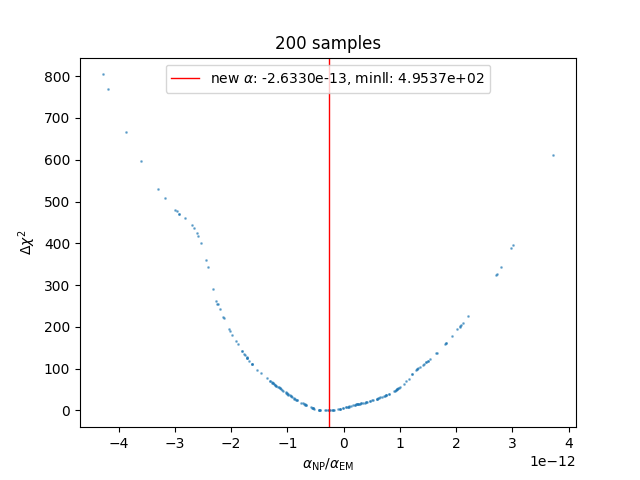 200 samples
new α: -2.6330e-13, minll: 4.9537e+02
800
700
600
500
400
300
200
100
0
Δχ²
−4 −3 −2 −1 0 1 2 3 4
1e−12
α_NP/α_EM